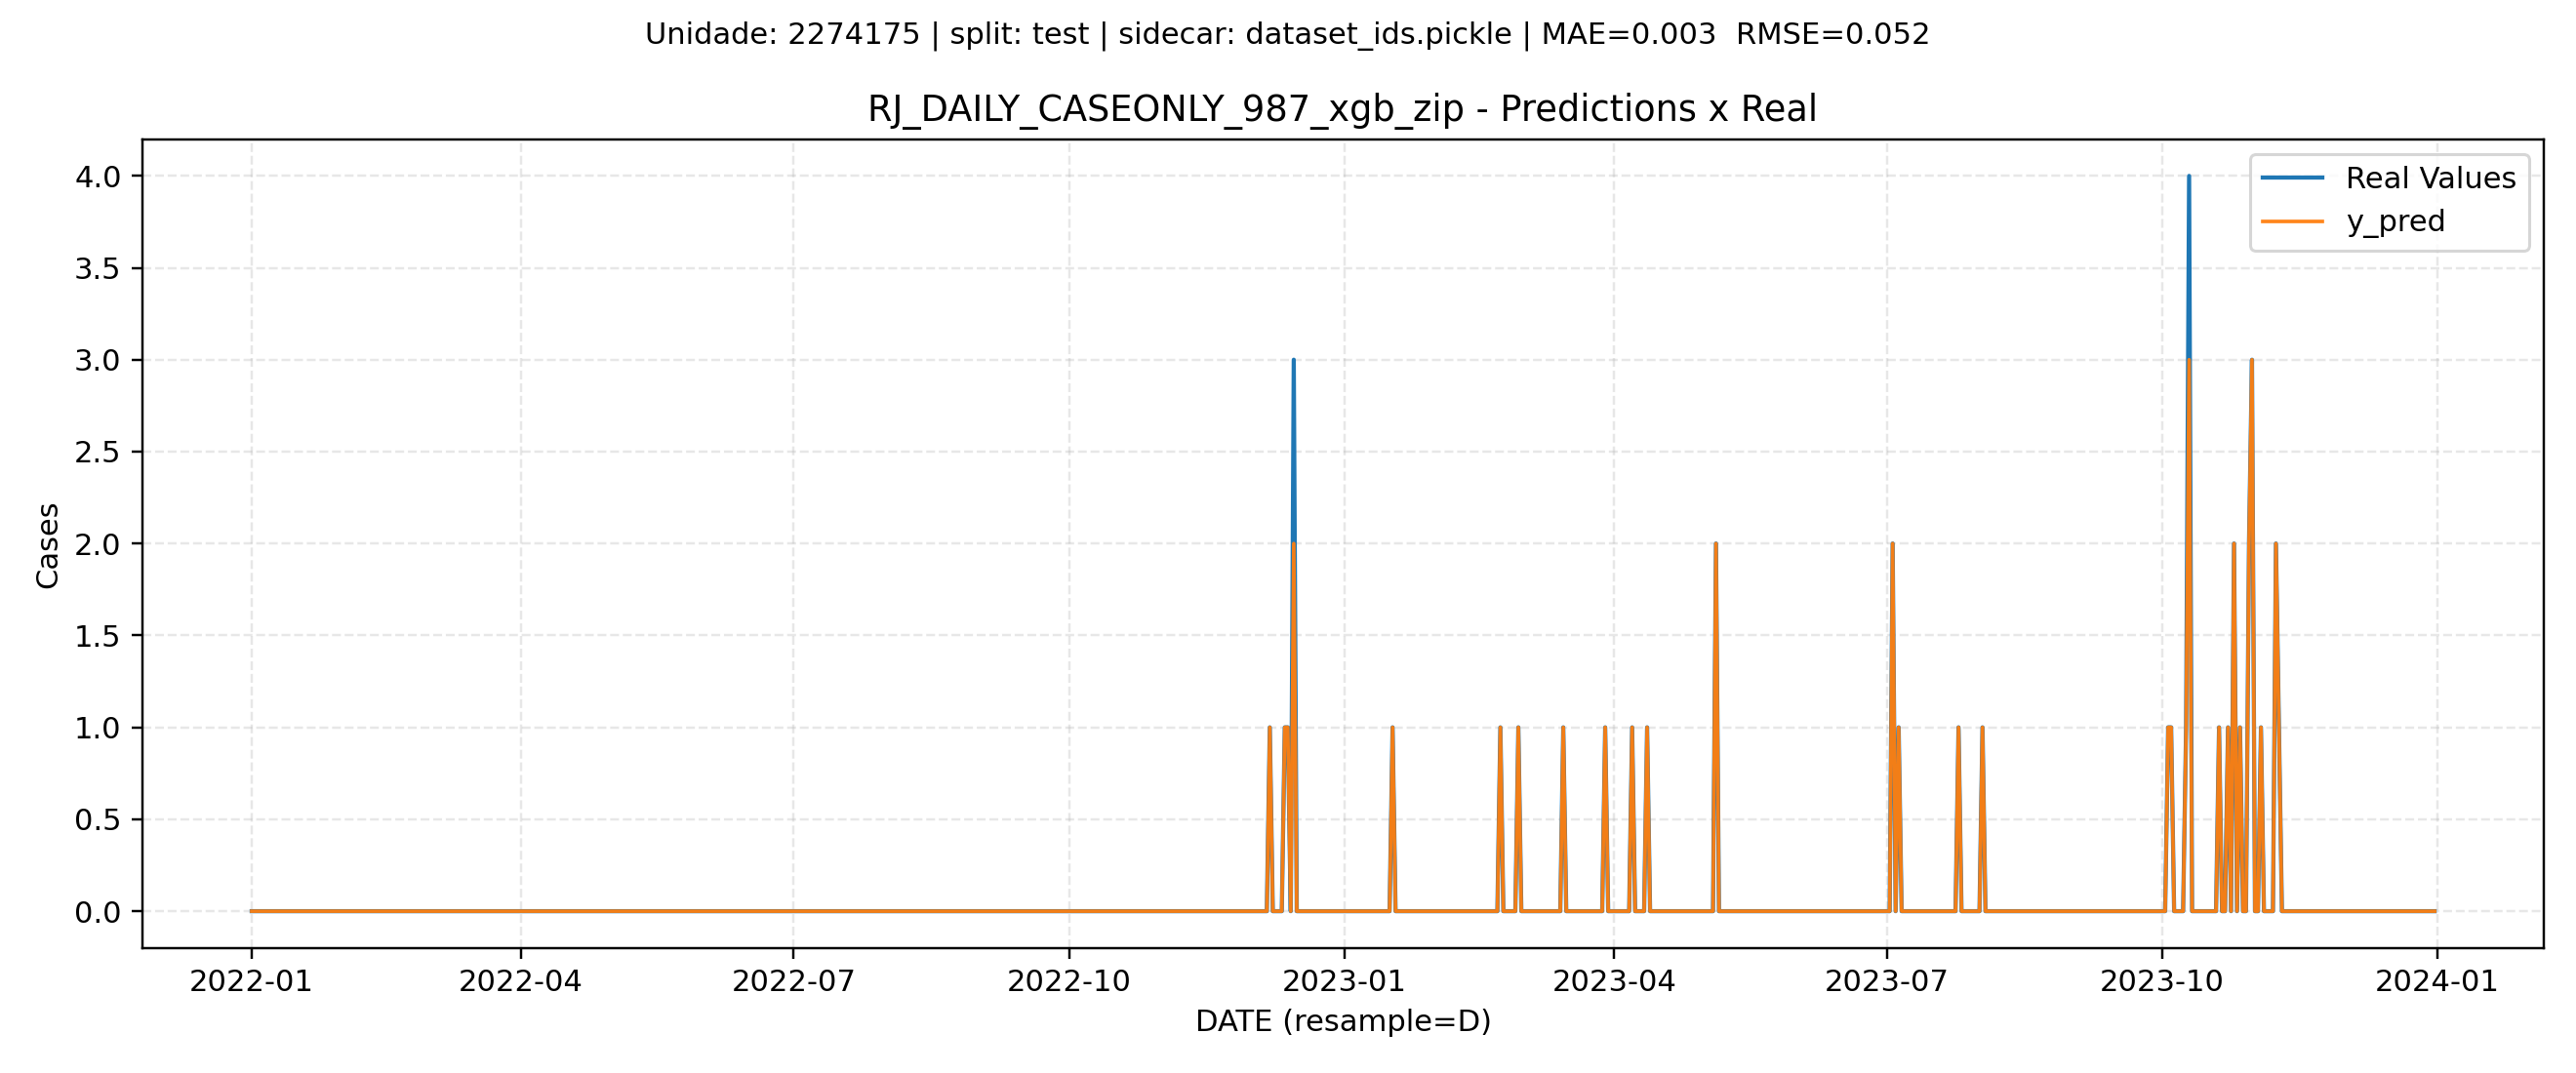 Unidade: 2274175 | split: test | sidecar: dataset_ids.pickle | MAE=0.003  RMSE=0.052
RJ_DAILY_CASEONLY_987_xgb_zip - Predictions x Real
Real Values
y_pred
Cases
4.0
3.5
3.0
2.5
2.0
1.5
1.0
0.5
0.0
2022-01 2022-04 2022-07 2022-10 2023-01 2023-04 2023-07 2023-10 2024-01
DATE (resample=D)